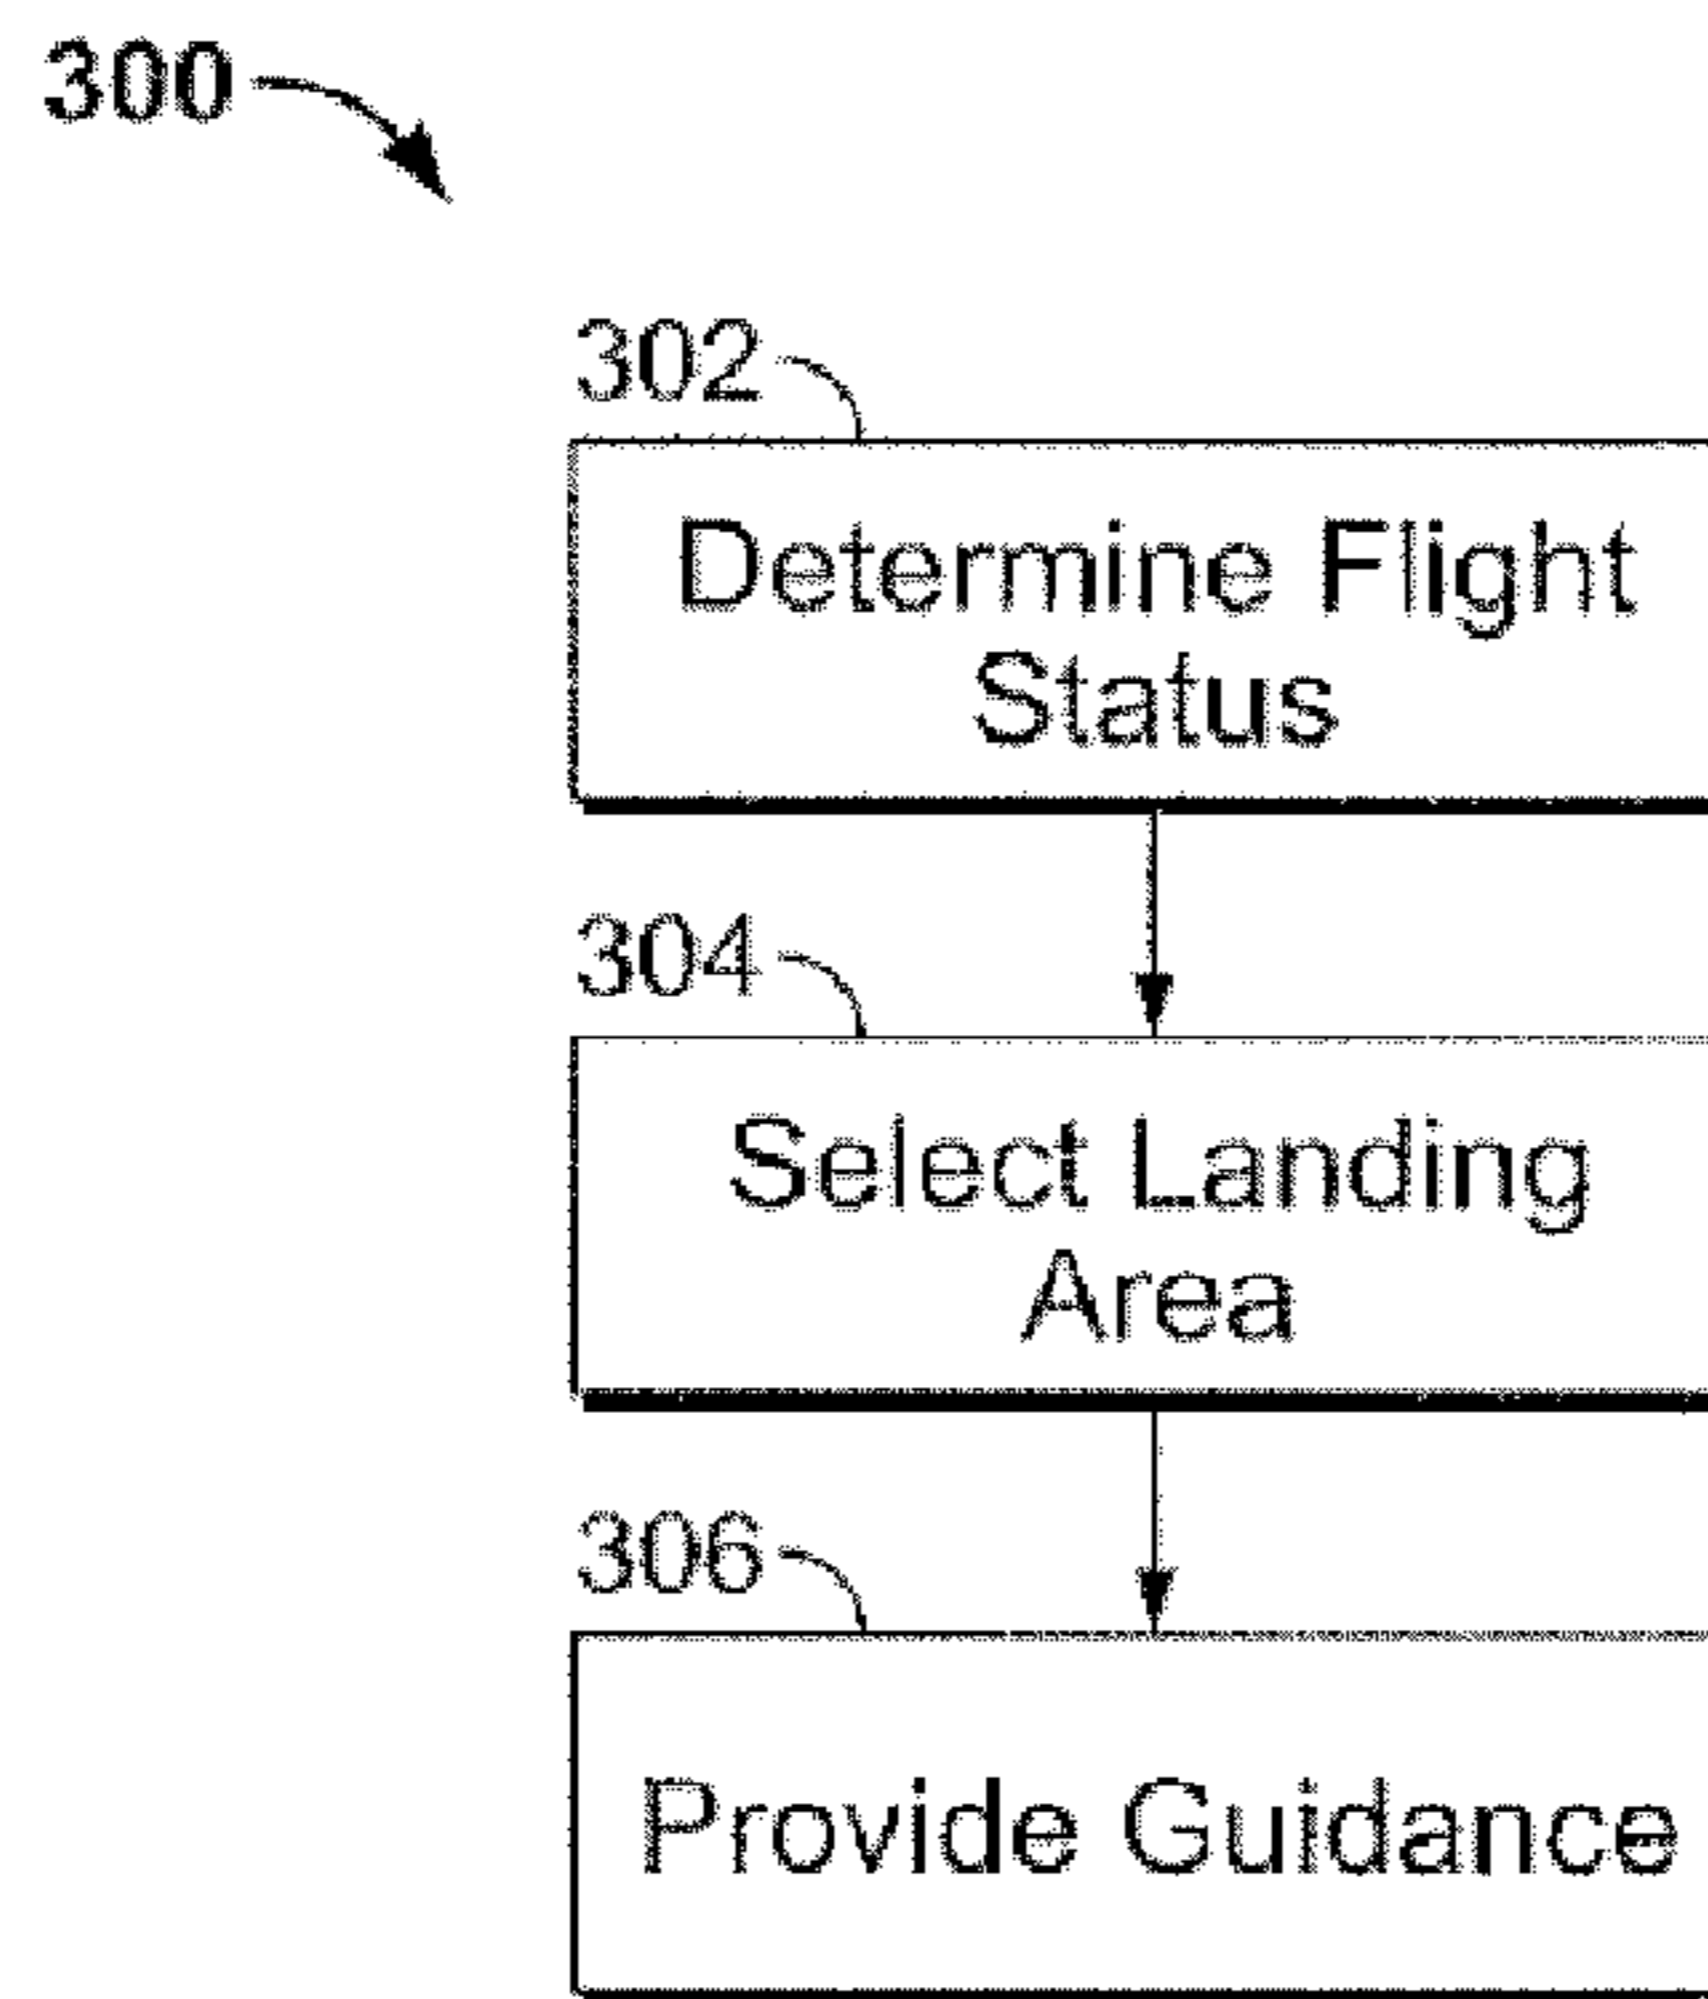 300
302
Determine Flight
Status
304
Select Landing
Area
306
Provide Guidance